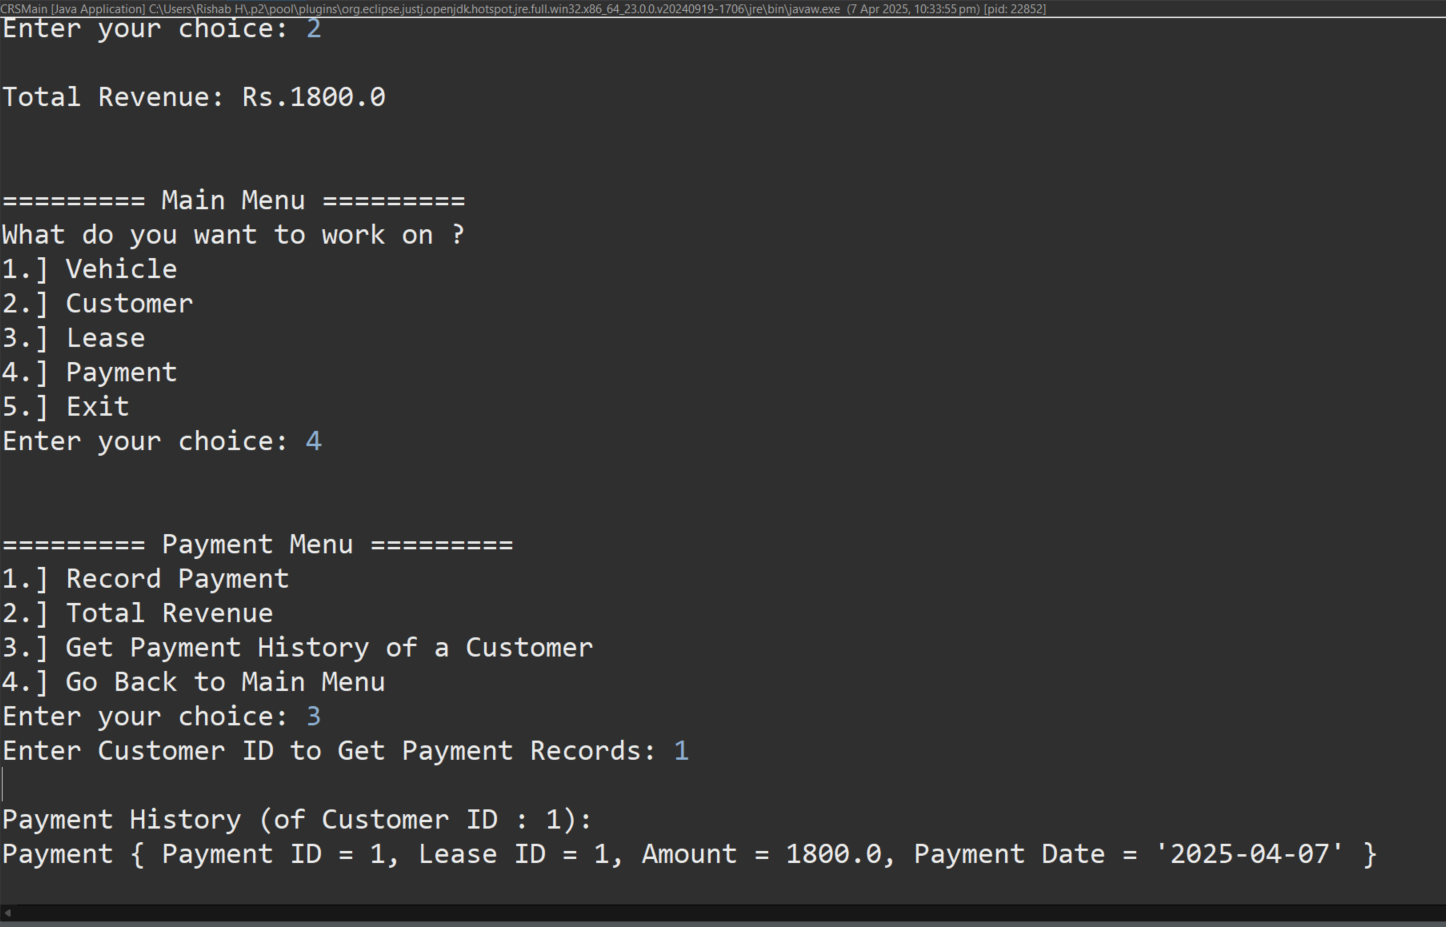 CRSMain [Java Application] C:\Users\Rishab H\.p2\pool\plugins\org.eclipse.justj.openjdk.hotspot.jre.full.win32.x86_64_23.0.0.v20240919-1706\jre\bin\javaw.exe (7 Apr 2025, 10:33:55 pm) [pid: 22852]
Enter your choice: 2
Total Revenue: Rs.1800.0
========= Main Menu =========
What do you want to work on ?
1.] Vehicle
2.] Customer
3.] Lease
4.] Payment
5.] Exit
Enter your choice: 4
========= Payment Menu =========
1.] Record Payment
2.] Total Revenue
3.] Get Payment History of a Customer
4.] Go Back to Main Menu
Enter your choice: 3
Enter Customer ID to Get Payment Records: 1
Payment History (of Customer ID : 1):
Payment { Payment ID = 1, Lease ID = 1, Amount = 1800.0, Payment Date = '2025-04-07' }